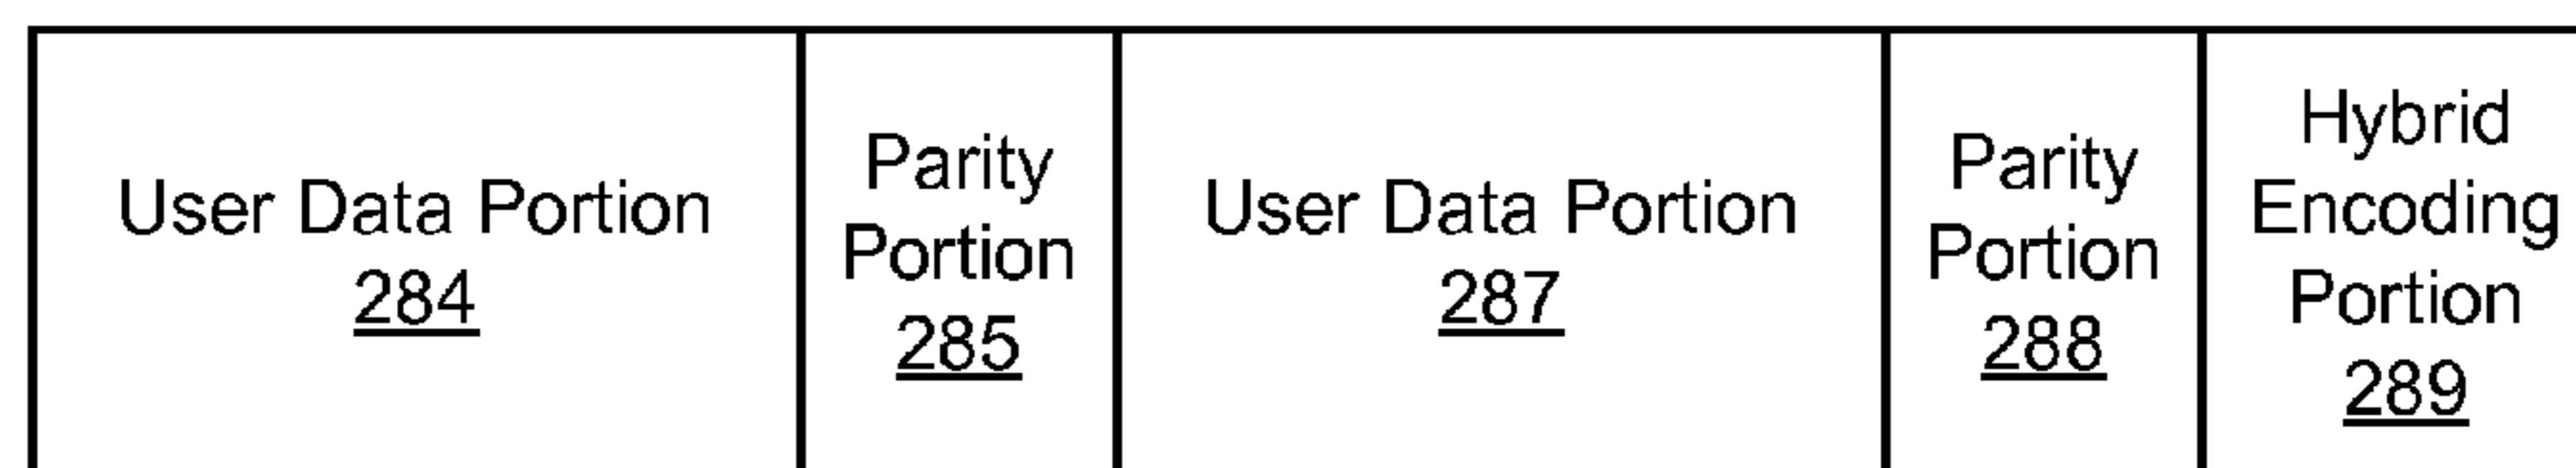 User Data Portion
284
Parity
Portion
285
User Data Portion
287
Parity
Portion
288
Hybrid
Encoding
Portion
289